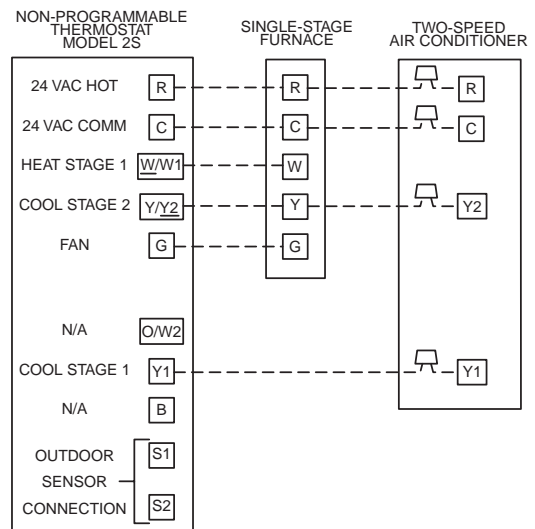 NON-PROGRAMMABLE
THERMOSTAT
MODEL 2S
SINGLE-STAGE
FURNACE
TWO-SPEED
AIR CONDITIONER
24 VAC HOT R R R
24 VAC COMM C C C
HEAT STAGE 1 W/W1 W
COOL STAGE 2 Y/Y2 Y Y2
FAN G G
N/A O/W2
COOL STAGE 1 Y1 Y1
N/A B
OUTDOOR S1
SENSOR
CONNECTION S2